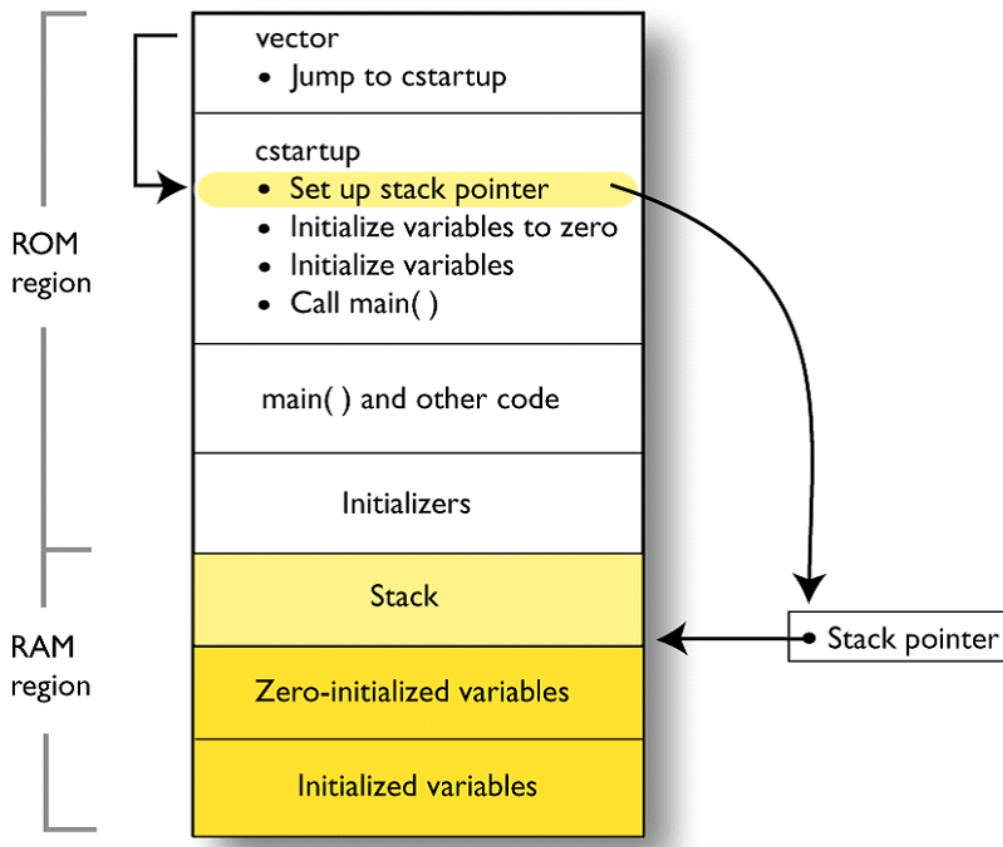 vector
• Jump to cstartup
cstartup
• Set up stack pointer
• Initialize variables to zero
• Initialize variables
• Call main( )
ROM
region
main( ) and other code
Initializers
Stack
RAM
region
Stack pointer
Zero-initialized variables
Initialized variables